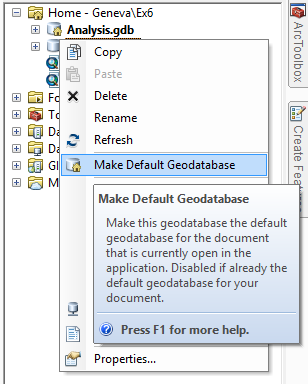 Home - Geneva\Ex6
Analysis.gdb
Copy
Paste
Delete
Rename
Refresh
Make Default Geodatabase
Make Default Geodatabase
Make this geodatabase the default
geodatabase for the document
that is currently open in the
application. Disabled if already the
default geodatabase for your
document.
Press F1 for more help.
Properties...
Fo
To
Da
Da
Gl
M
ArcToolbox
Create Features